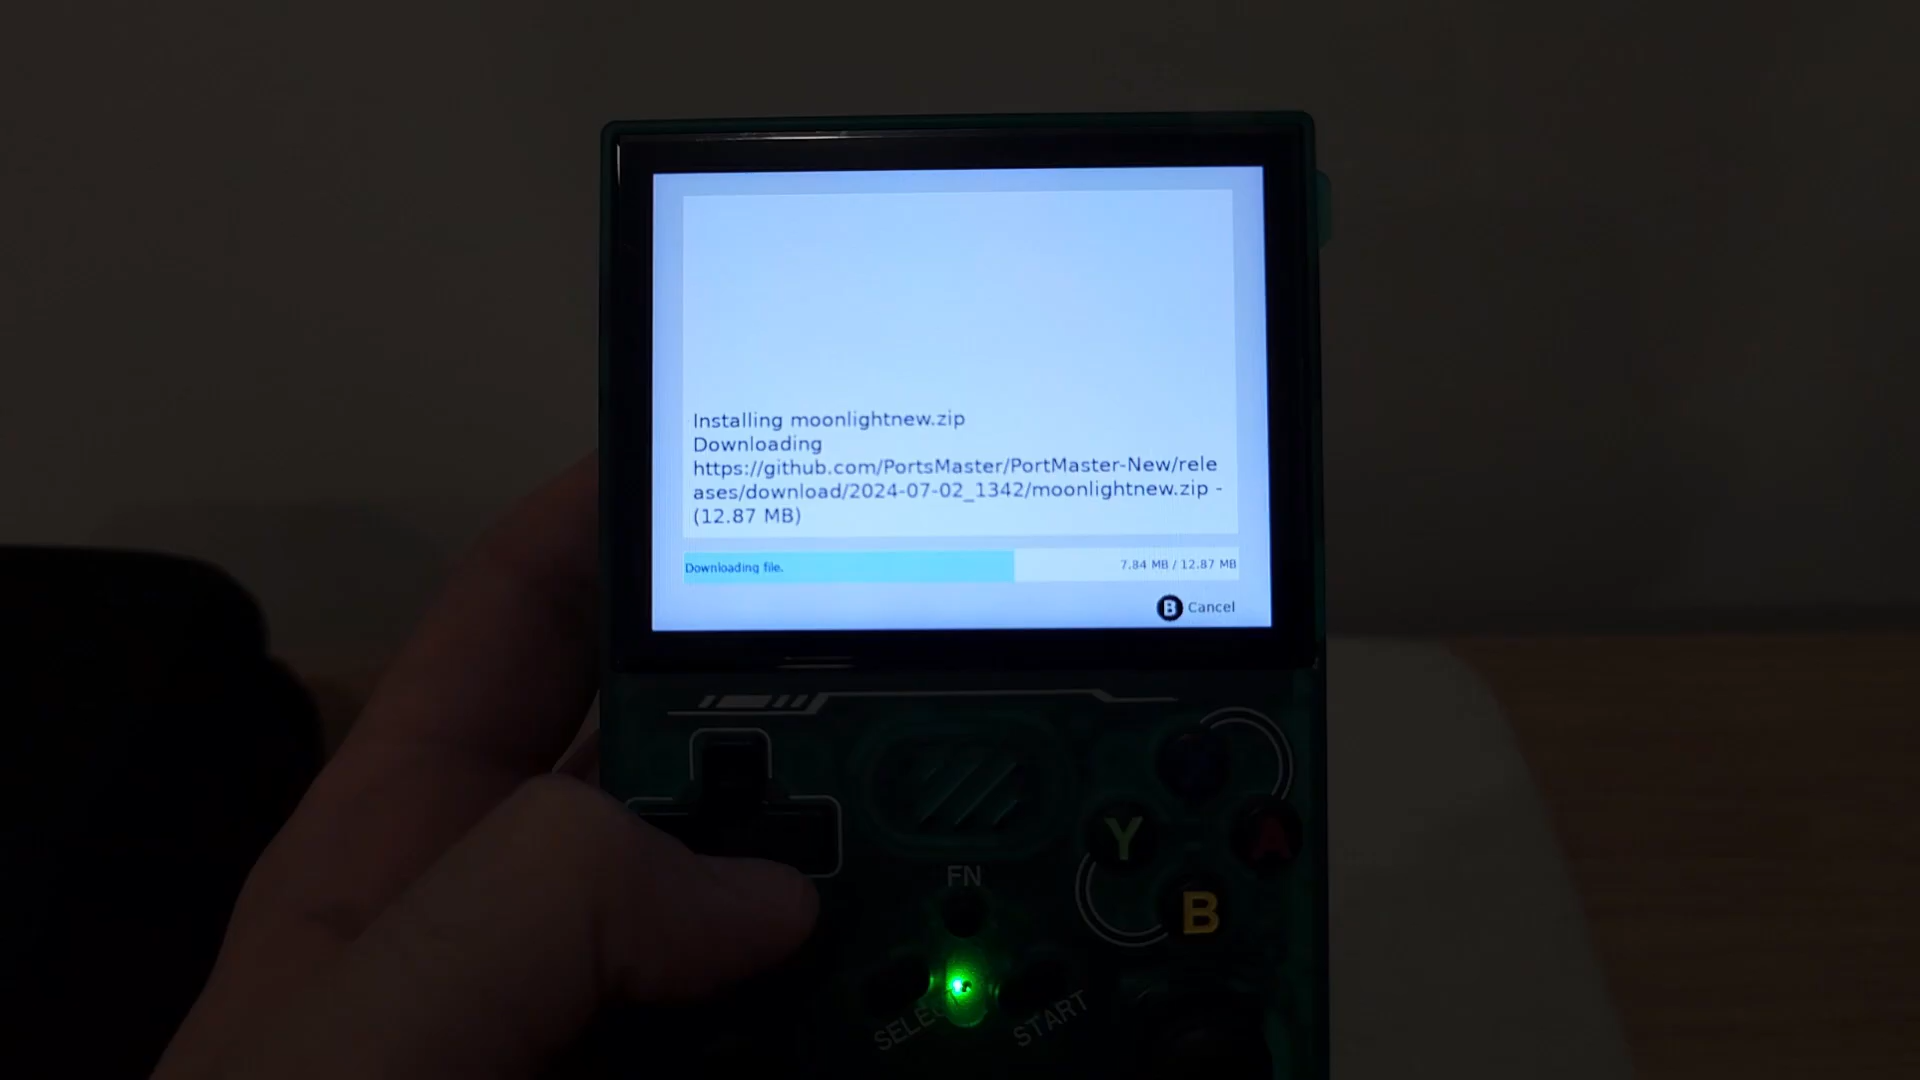 Installing moonlightnew.zip
Downloading
https://github.com/PortsMaster/PortMaster-New/rele
ases/download/2024-07-02_1342/moonlightnew.zip -
(12.87 MB)
Downloading file.
7.84 MB / 12.87 MB
B Cancel
Y
A
FN
B
SELEC
START